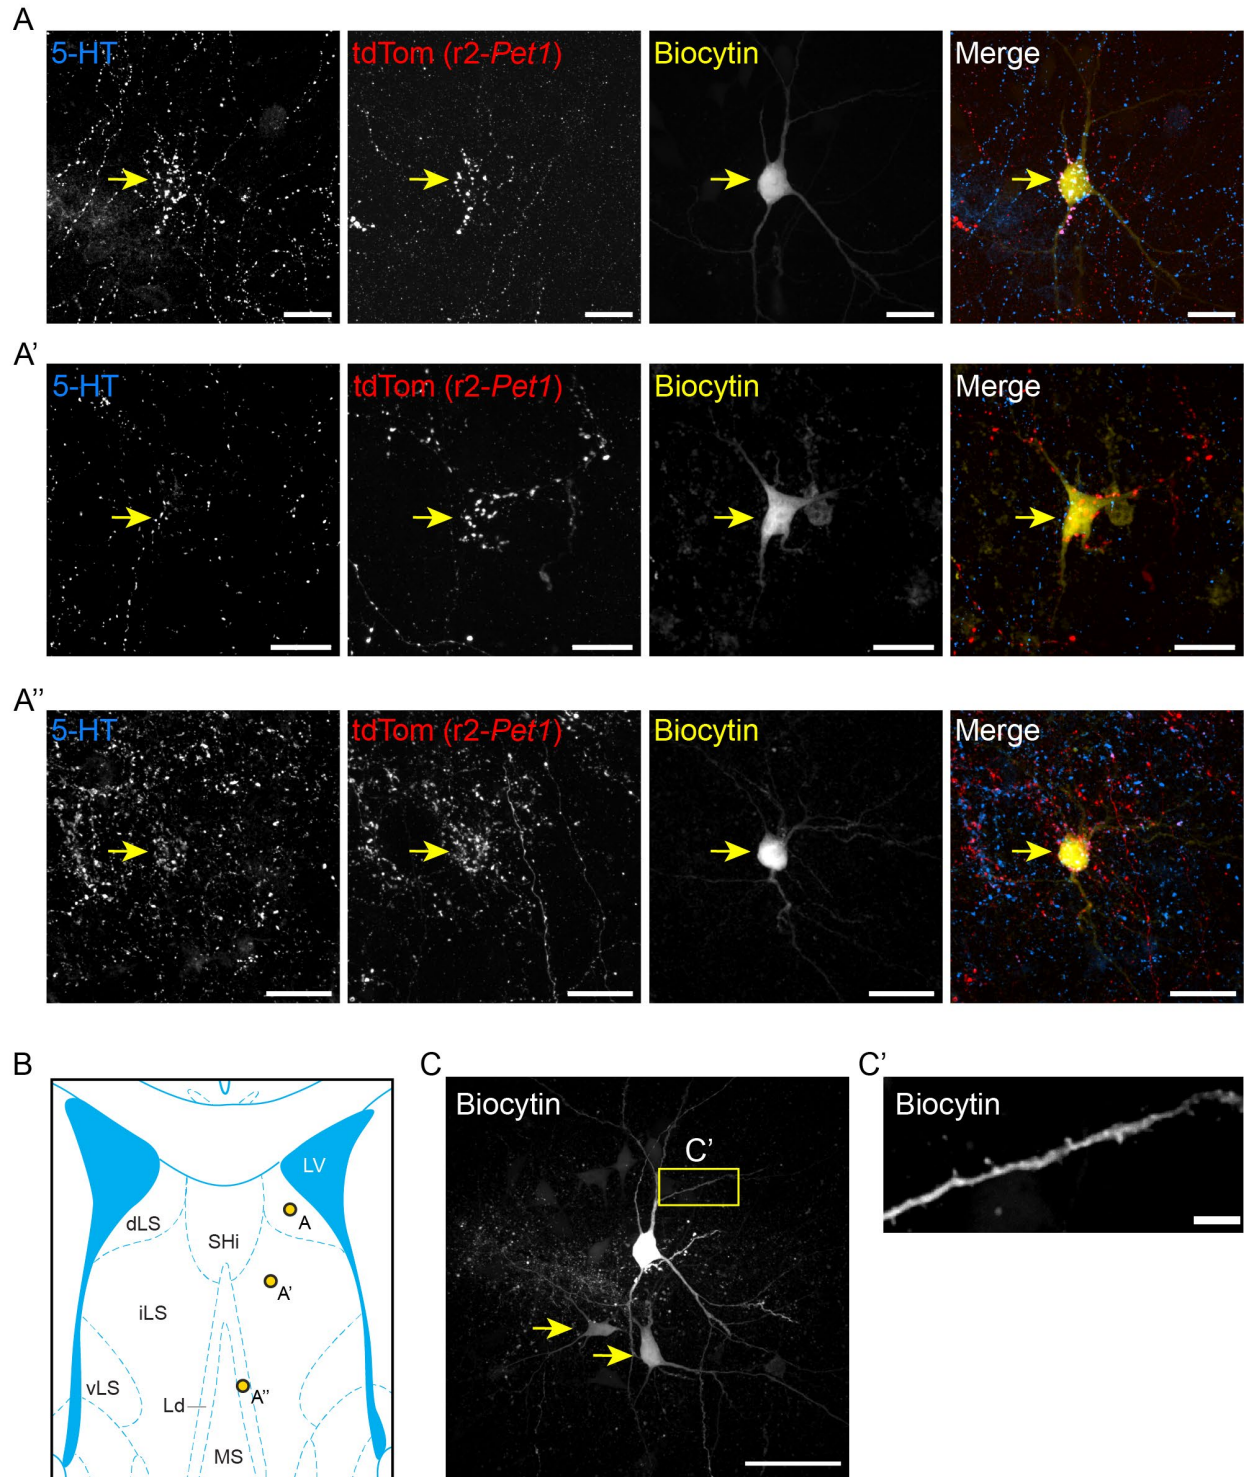 A
5-HT
tdTom (r2-Pet1)
Biocytin
Merge
A’
5-HT
tdTom (r2-Pet1)
Biocytin
Merge
A’’
5-HT
tdTom (r2-Pet1)
Biocytin
Merge
B
LV
dLS
SHi
A
A’
iLS
vLS
Ld
A’’
MS
C
Biocytin
C’
C’
Biocytin